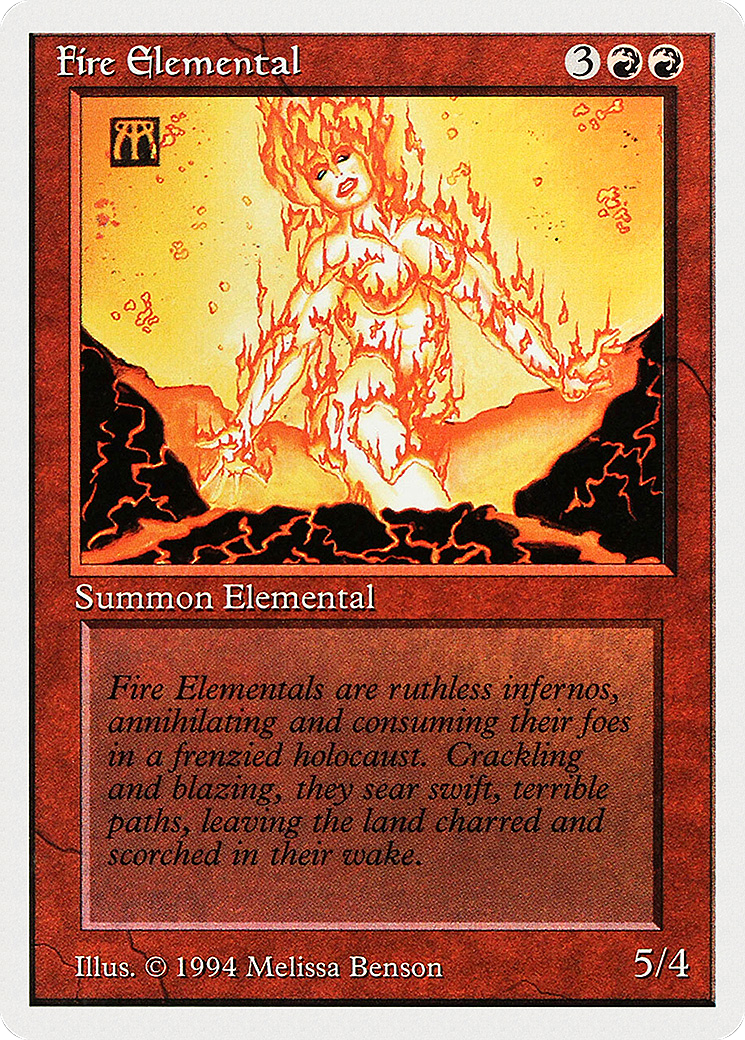 Fire Elemental
3
Summon Elemental
Fire Elementals are ruthless infernos,
annihilating and consuming their foes
in a frenzied holocaust. Crackling
and blazing, they sear swift, terrible
paths, leaving the land charred and
scorched in their wake.
Illus. © 1994 Melissa Benson
5/4